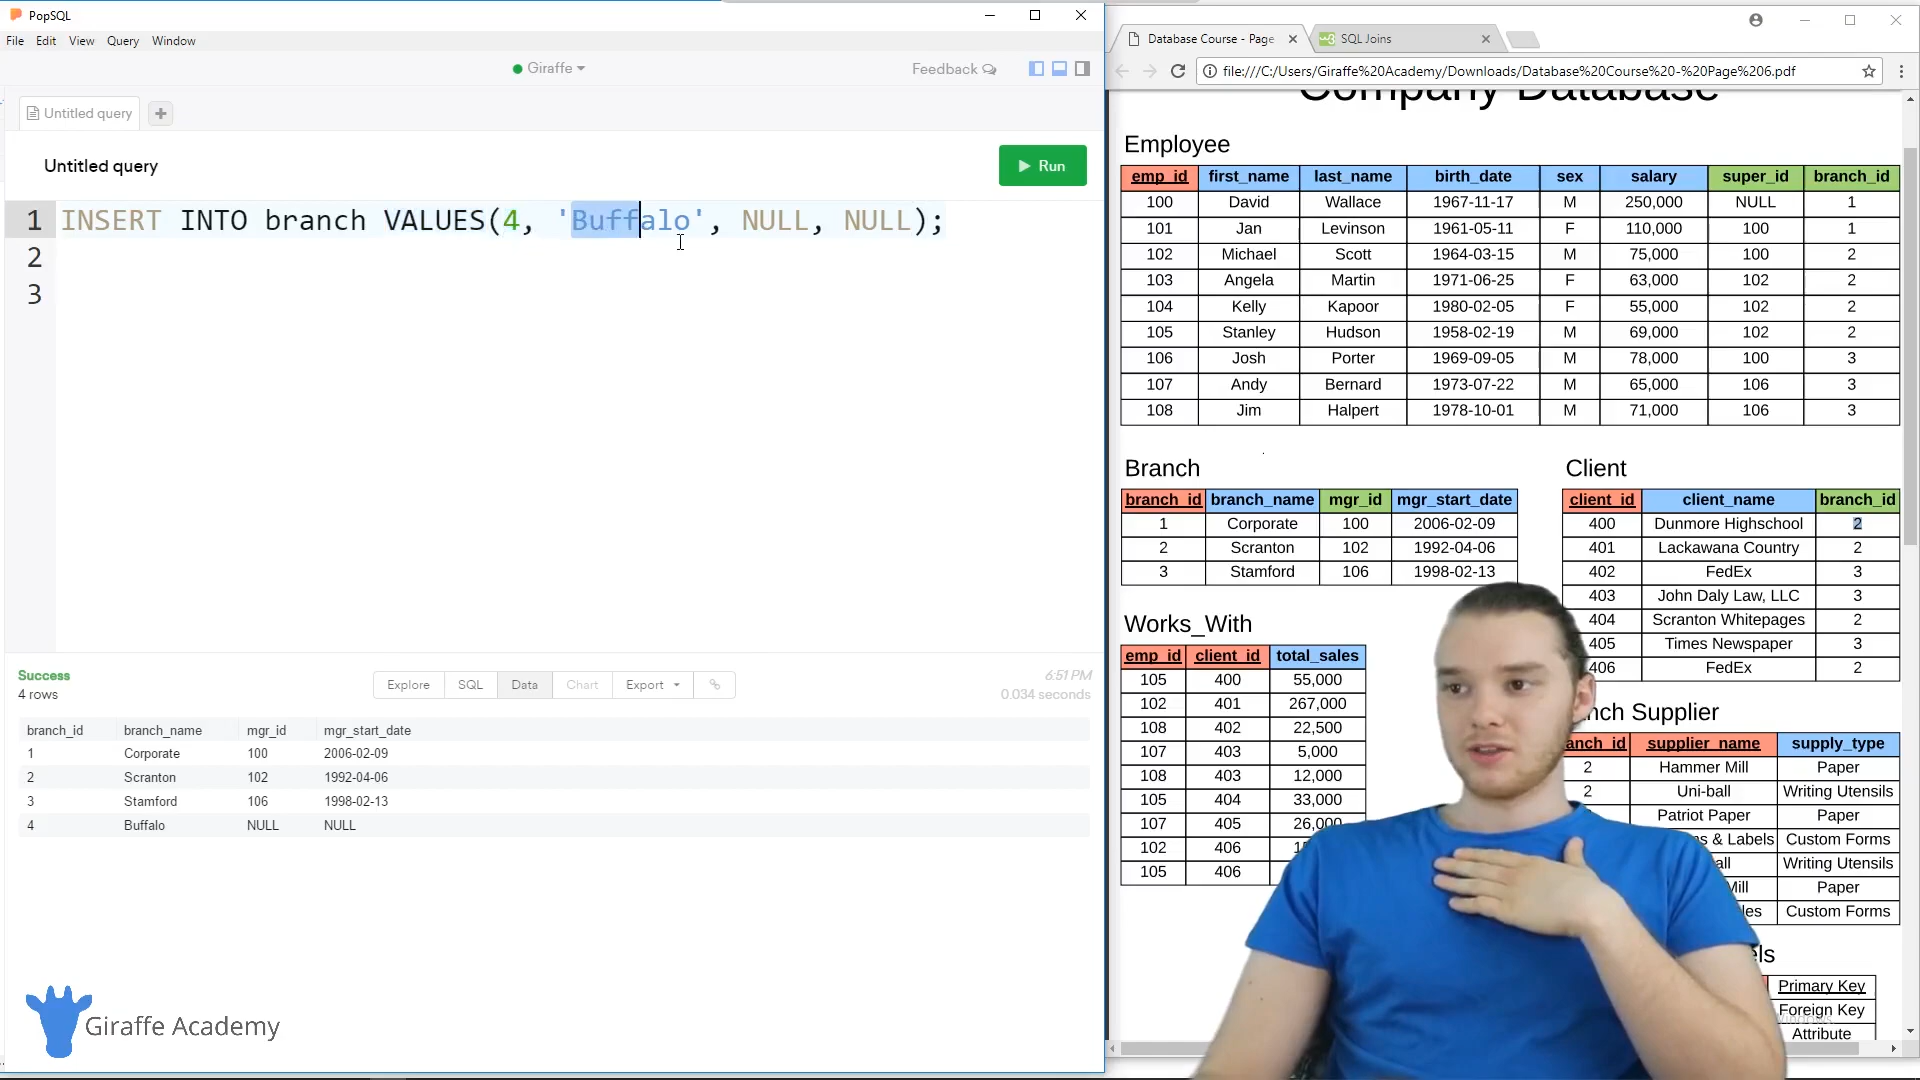 PopSQL
File Edit View Query Window
Giraffe
Feedback
Untitled query
Untitled query
Run
1 INSERT INTO branch VALUES(4, 'Buffalo', NULL, NULL);
2
3
Success
4 rows
Explore SQL Data Chart Export
6:51 PM
0.034 seconds
branch_id branch_name mgr_id mgr_start_date
1 Corporate 100 2006-02-09
2 Scranton 102 1992-04-06
3 Stamford 106 1998-02-13
4 Buffalo NULL NULL
Giraffe Academy
Database Course - Page
SQL Joins
file:///C:/Users/Giraffe%20Academy/Downloads/Database%20Course%20-%20Page%206.pdf
Company Database
Employee
emp_id first_name last_name birth_date sex salary super_id branch_id
100 David Wallace 1967-11-17 M 250,000 NULL 1
101 Jan Levinson 1961-05-11 F 110,000 100 1
102 Michael Scott 1964-03-15 M 75,000 100 2
103 Angela Martin 1971-06-25 F 63,000 102 2
104 Kelly Kapoor 1980-02-05 F 55,000 102 2
105 Stanley Hudson 1958-02-19 M 69,000 102 2
106 Josh Porter 1969-09-05 M 78,000 100 3
107 Andy Bernard 1973-07-22 M 65,000 106 3
108 Jim Halpert 1978-10-01 M 71,000 106 3
Branch
branch_id branch_name mgr_id mgr_start_date
1 Corporate 100 2006-02-09
2 Scranton 102 1992-04-06
3 Stamford 106 1998-02-13
Client
client_id client_name branch_id
400 Dunmore Highschool 2
401 Lackawana Country 2
402 FedEx 3
403 John Daly Law, LLC 3
404 Scranton Whitepages 2
405 Times Newspaper 3
406 FedEx 2
Works_With
emp_id client_id total_sales
105 400 55,000
102 401 267,000
108 402 22,500
107 403 5,000
108 403 12,000
105 404 33,000
107 405 26,000
102 406
105 406
Supplier
supplier_name supply_type
2 Hammer Mill Paper
2 Uni-ball Writing Utensils
Patriot Paper Paper
& Labels Custom Forms
Writing Utensils
Mill Paper
Custom Forms
Primary Key
Foreign Key
Attribute